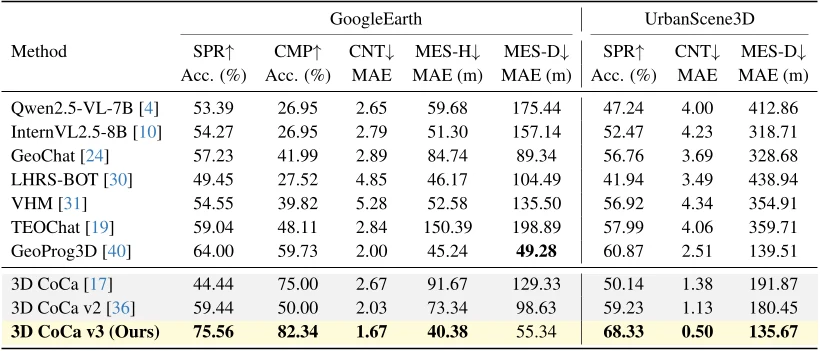 GoogleEarth UrbanScene3D
Method SPR↑ CMP↑ CNT↓ MES-H↓ MES-D↓ SPR↑ CNT↓ MES-D↓
Acc. (%) Acc. (%) MAE MAE (m) MAE (m) Acc. (%) MAE MAE (m)
Qwen2.5-VL-7B [4] 53.39 26.95 2.65 59.68 175.44 47.24 4.00 412.86
InternVL2.5-8B [10] 54.27 26.95 2.79 51.30 157.14 52.47 4.23 318.71
GeoChat [24] 57.23 41.99 2.89 84.74 89.34 56.76 3.69 328.68
LHRS-BOT [30] 49.45 27.52 4.85 46.17 104.49 41.94 3.49 438.94
VHM [31] 54.55 39.82 5.28 52.58 135.50 56.92 4.34 354.91
TEOChat [19] 59.04 48.11 2.84 150.39 198.89 57.99 4.06 359.71
GeoProg3D [40] 64.00 59.73 2.00 45.24 49.28 60.87 2.51 139.51
3D CoCa [17] 44.44 75.00 2.67 91.67 129.33 50.14 1.38 191.87
3D CoCa v2 [36] 59.44 50.00 2.03 73.34 98.63 59.23 1.13 180.45
3D CoCa v3 (Ours) 75.56 82.34 1.67 40.38 55.34 68.33 0.50 135.67